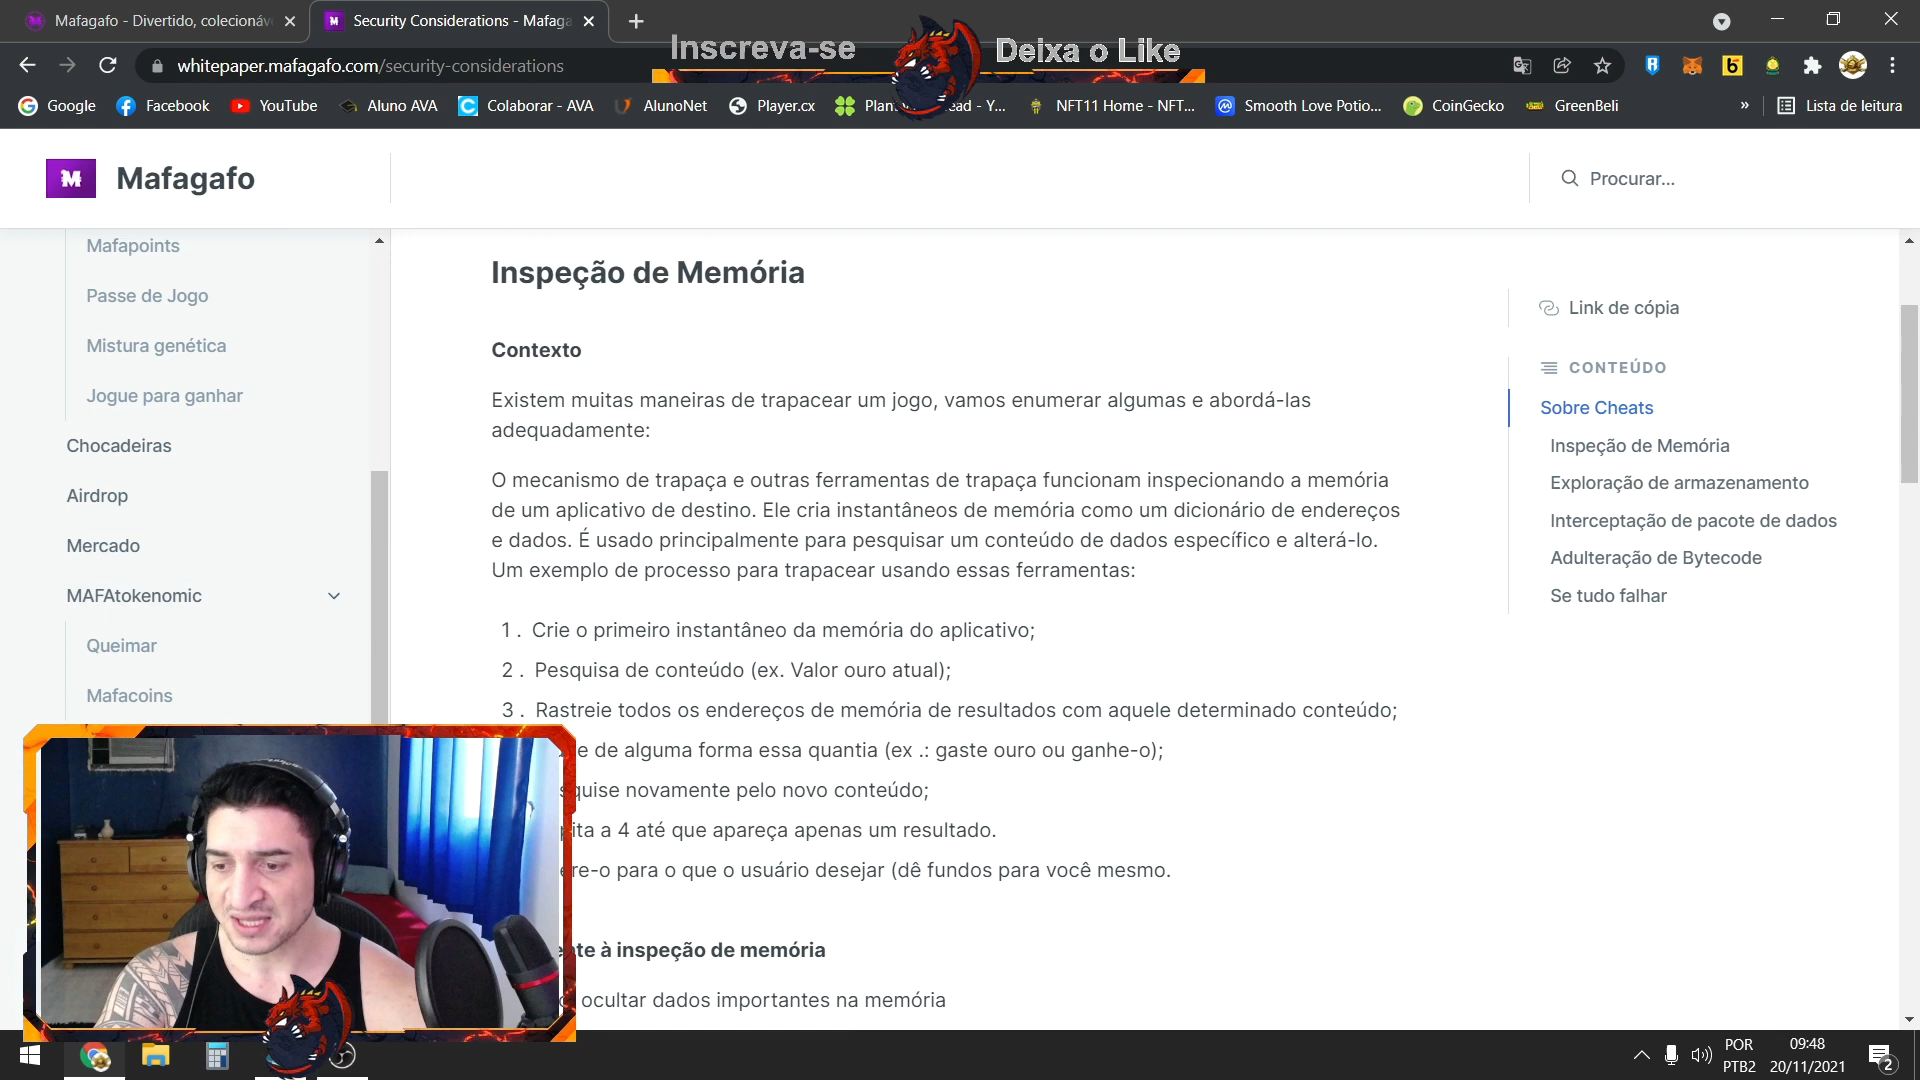 Mafagafo - Divertido, colecionáv
Security Considerations - Mafaga
Inscreva-se
Deixa o Like
whitepaper.mafagafo.com/security-considerations
Google
Facebook
YouTube
Aluno AVA
Colaborar - AVA
AlunoNet
Player.cx
NFT11 Home - NFT...
Smooth Love Potio...
CoinGecko
GreenBeli
»
Lista de leitura
Mafagafo
Procurar...
Mafapoints
Passe de Jogo
Mistura genética
Jogue para ganhar
Chocadeiras
Airdrop
Mercado
MAFAtokenomic
Queimar
Mafacoins
Inspeção de Memória
Contexto
Existem muitas maneiras de trapacear um jogo, vamos enumerar algumas e abordá-las
adequadamente:
O mecanismo de trapaça e outras ferramentas de trapaça funcionam inspecionando a memória
de um aplicativo de destino. Ele cria instantâneos de memória como um dicionário de endereços
e dados. É usado principalmente para pesquisar um conteúdo de dados específico e alterá-lo.
Um exemplo de processo para trapacear usando essas ferramentas:
1. Crie o primeiro instantâneo da memória do aplicativo;
2. Pesquisa de conteúdo (ex. Valor ouro atual);
3. Rastreie todos os endereços de memória de resultados com aquele determinado conteúdo;
de alguma forma essa quantia (ex .: gaste ouro ou ganhe-o);
novamente pelo novo conteúdo;
a 4 até que apareça apenas um resultado.
para o que o usuário desejar (dê fundos para você mesmo.
à inspeção de memória
ocultar dados importantes na memória
Link de cópia
CONTEÚDO
Sobre Cheats
Inspeção de Memória
Exploração de armazenamento
Interceptação de pacote de dados
Adulteração de Bytecode
Se tudo falhar
POR
PTB2
09:48
20/11/2021
2